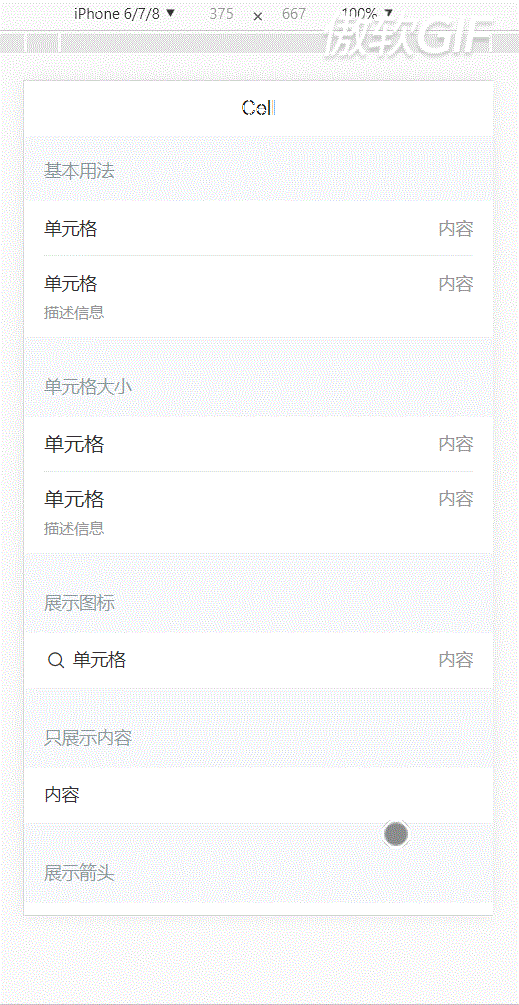 iPhone 6/7/8 ▼ 375 × 667 100% ▼
傲软GIF
Cell
基本用法
单元格 内容
单元格 内容
描述信息
单元格大小
单元格 内容
单元格 内容
描述信息
展示图标
单元格 内容
只展示内容
内容
展示箭头